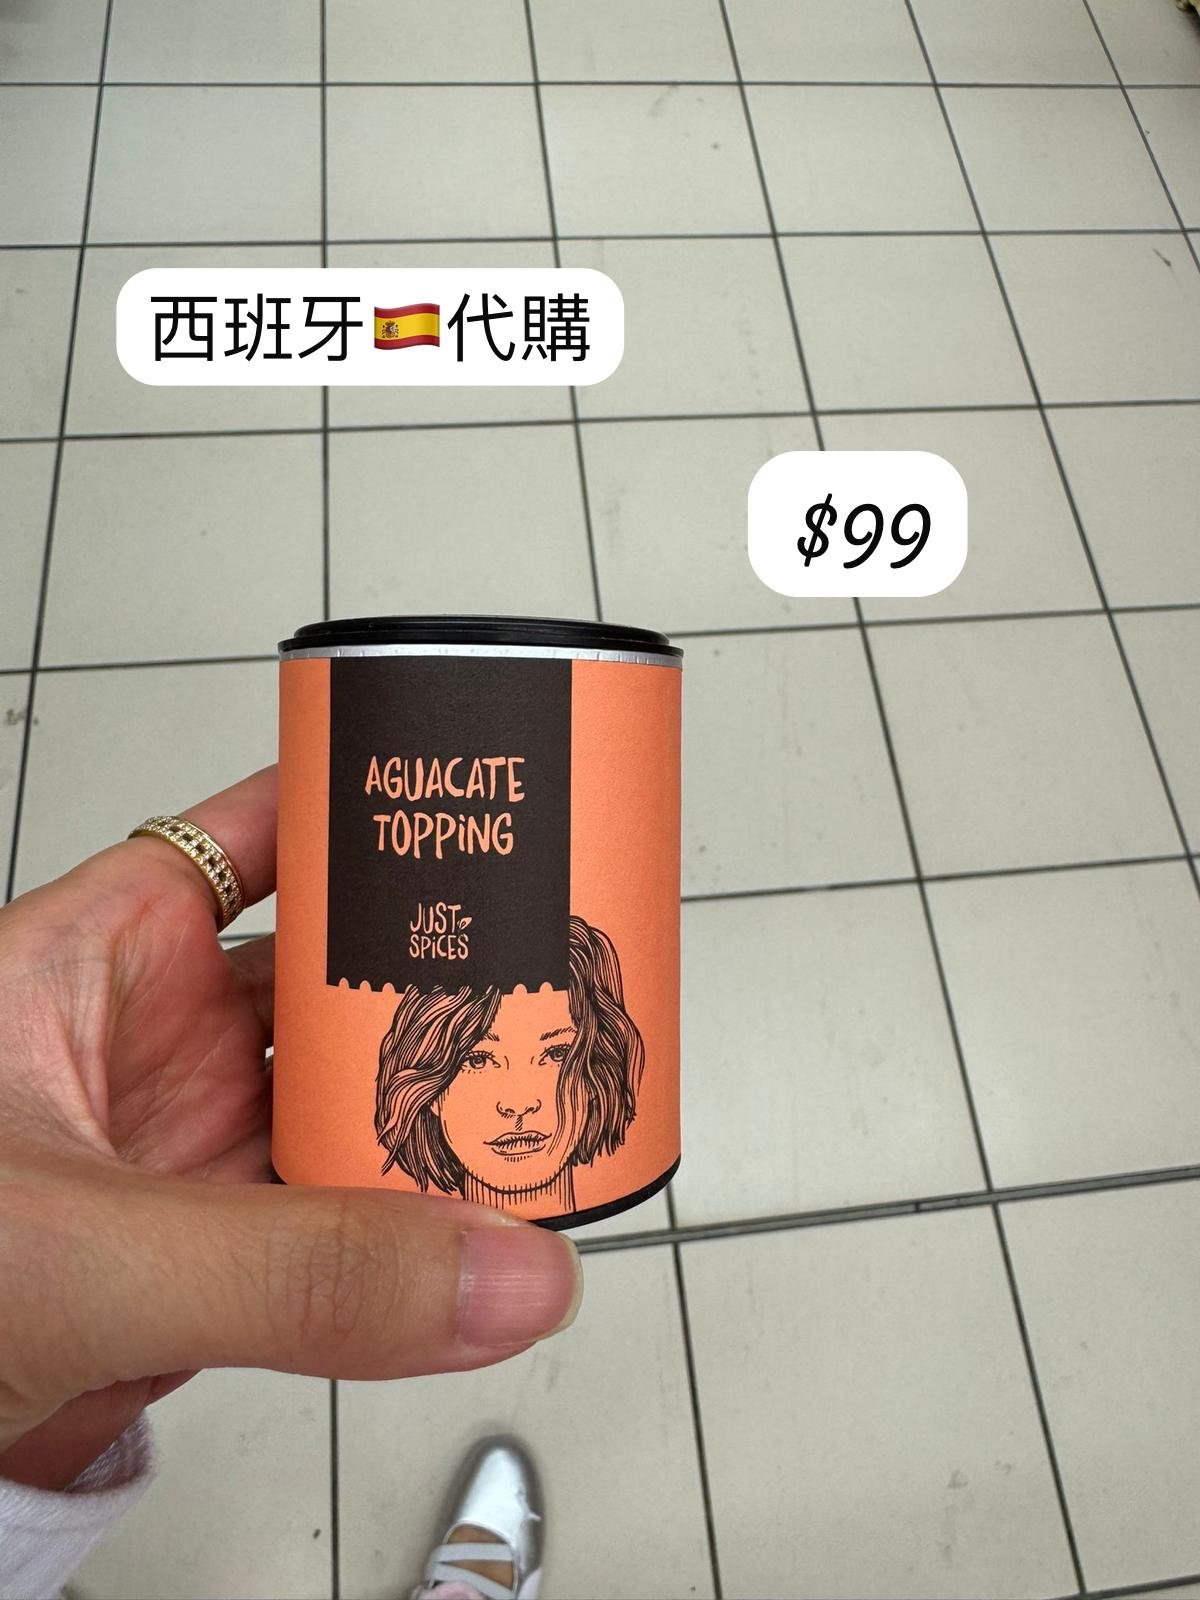 西班牙🇪🇸代購
$99
AGUACATE
TOPPiNG
JUST
SPiCES